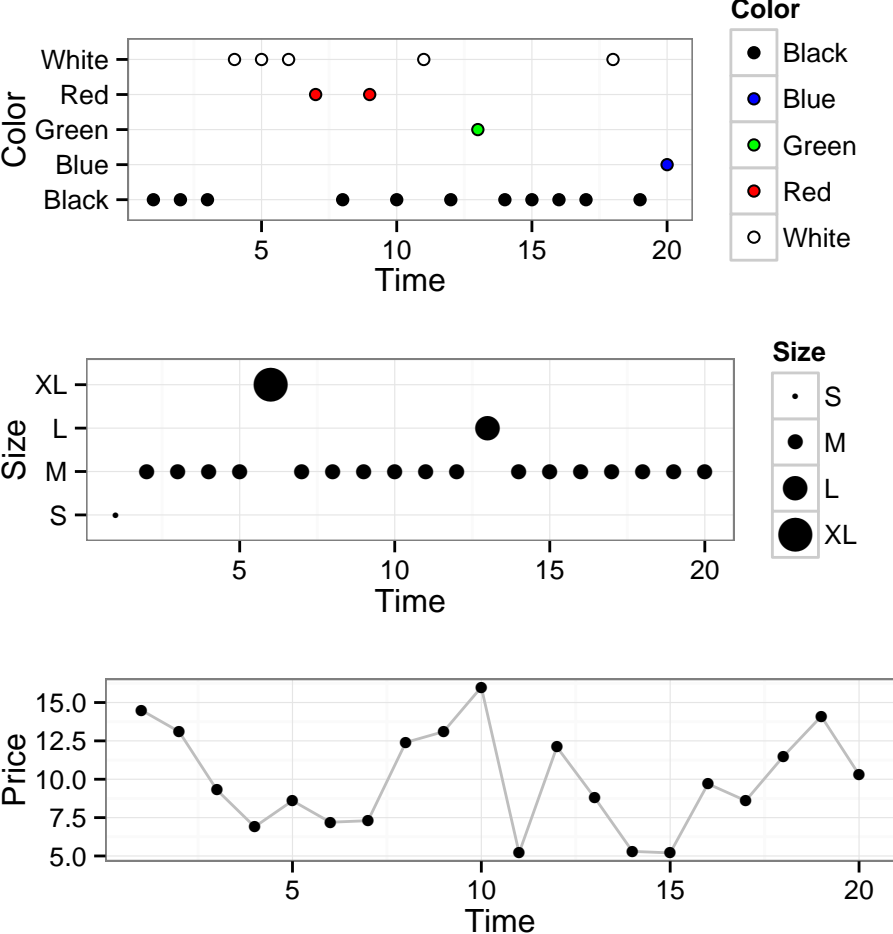 Color
White
Red
Green
Blue
Black
Color
5 10 15 20
Time
Black
Blue
Green
Red
White
Size
XL
L
M
S
Size
5 10 15 20
Time
S
M
L
XL
15.0
12.5
10.0
7.5
5.0
Price
5 10 15 20
Time